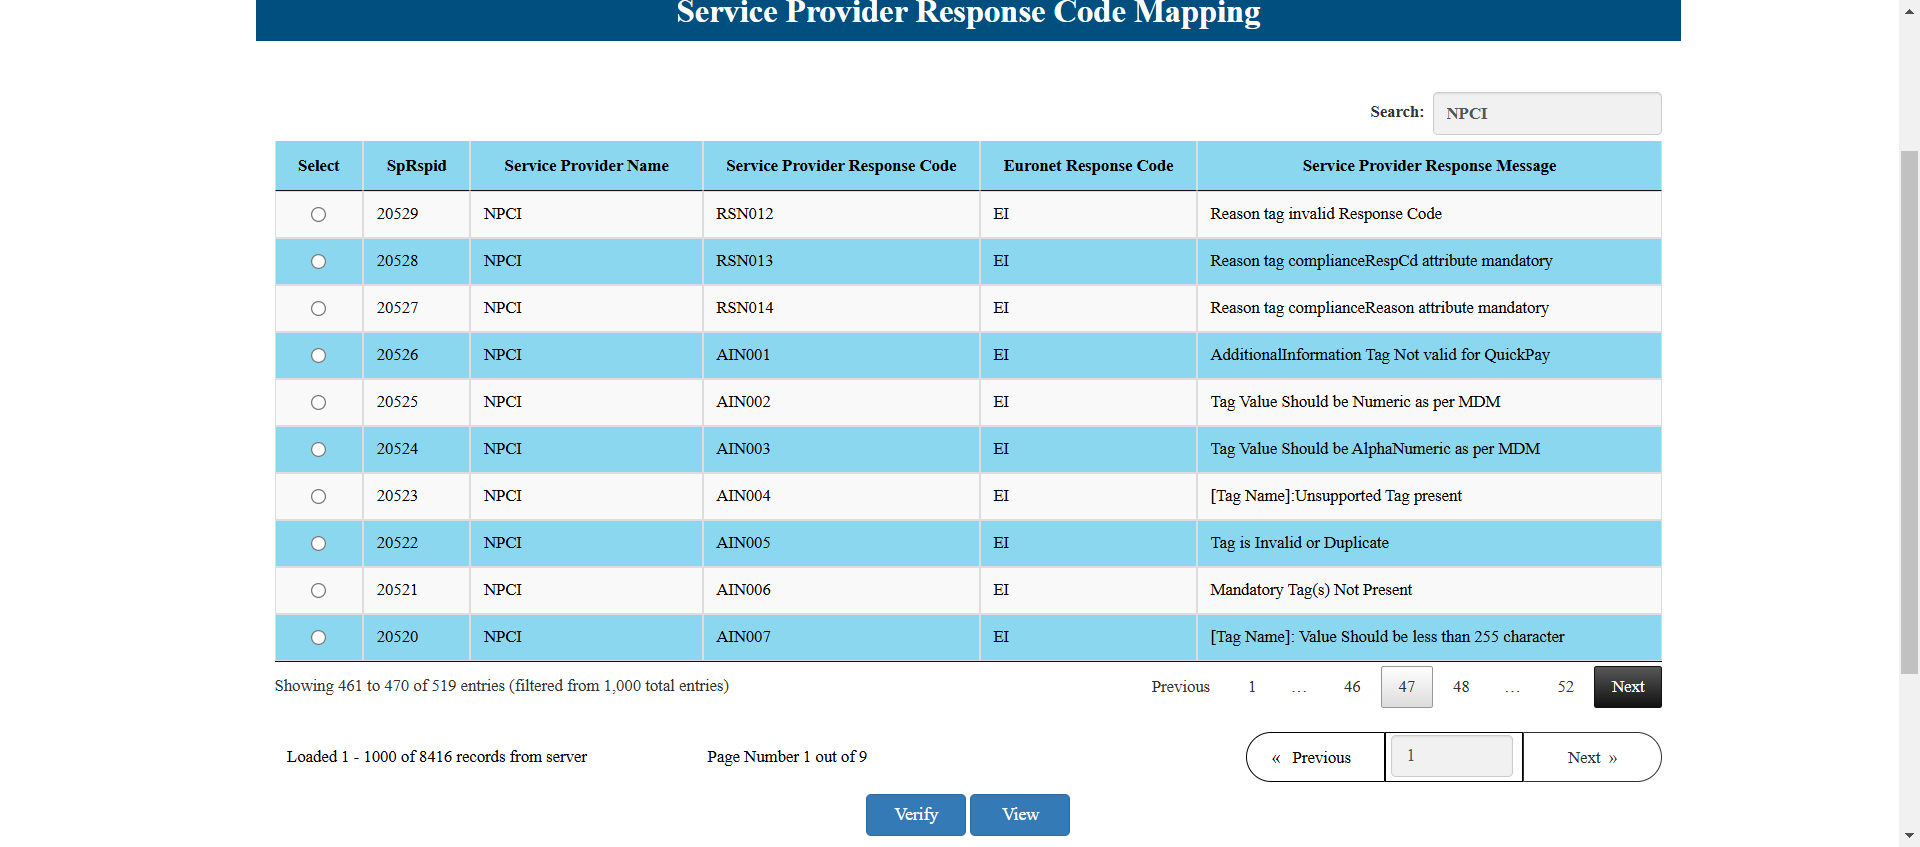 Service Provider Response Code Mapping
Search: NPCI
Select SpRspid Service Provider Name Service Provider Response Code Euronet Response Code Service Provider Response Message
20529 NPCI RSN012 EI Reason tag invalid Response Code
20528 NPCI RSN013 EI Reason tag complianceRespCd attribute mandatory
20527 NPCI RSN014 EI Reason tag complianceReason attribute mandatory
20526 NPCI AIN001 EI AdditionalInformation Tag Not valid for QuickPay
20525 NPCI AIN002 EI Tag Value Should be Numeric as per MDM
20524 NPCI AIN003 EI Tag Value Should be AlphaNumeric as per MDM
20523 NPCI AIN004 EI [Tag Name]:Unsupported Tag present
20522 NPCI AIN005 EI Tag is Invalid or Duplicate
20521 NPCI AIN006 EI Mandatory Tag(s) Not Present
20520 NPCI AIN007 EI [Tag Name]: Value Should be less than 255 character
Showing 461 to 470 of 519 entries (filtered from 1,000 total entries) Previous 1 … 46 47 48 … 52 Next
Loaded 1 - 1000 of 8416 records from server Page Number 1 out of 9 « Previous 1 Next »
Verify View